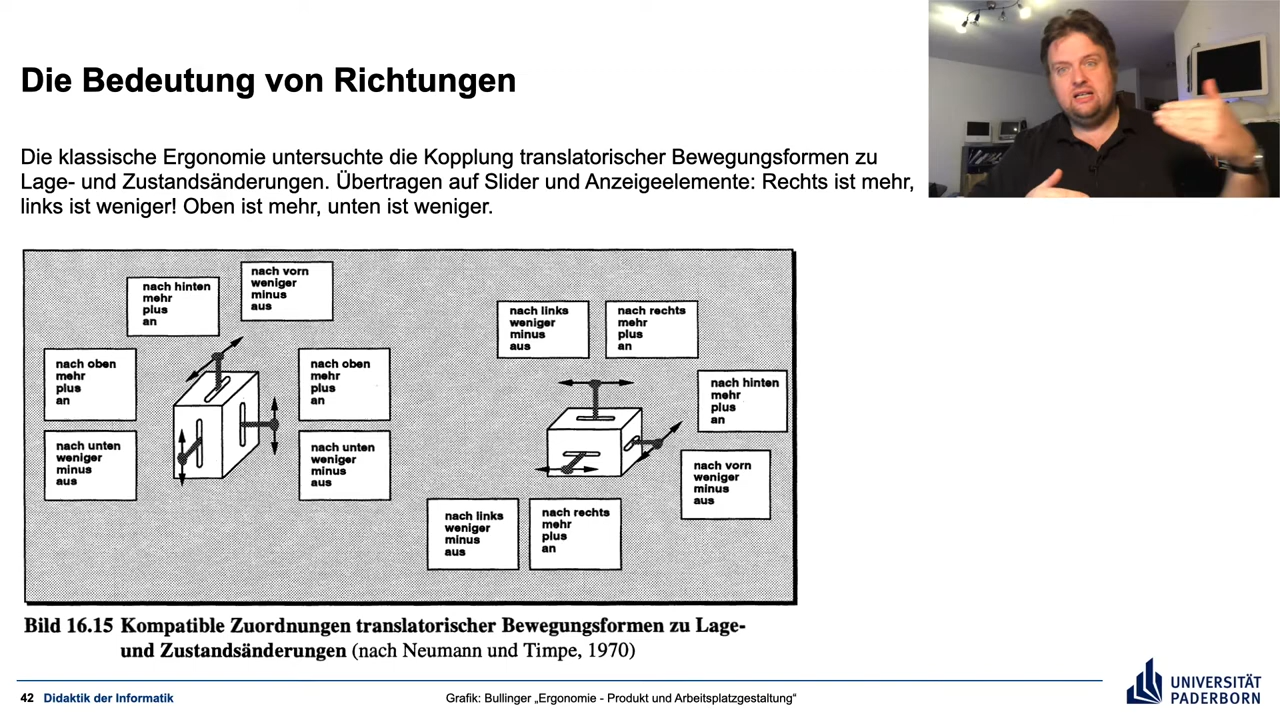 Die Bedeutung von Richtungen
Die klassische Ergonomie untersuchte die Kopplung translatorischer Bewegungsformen zu
Lage- und Zustandsänderungen. Übertragen auf Slider und Anzeigeelemente: Rechts ist mehr,
links ist weniger! Oben ist mehr, unten ist weniger.
nach hinten
mehr
plus
an
nach vorn
weniger
minus
aus
nach oben
mehr
plus
an
nach oben
mehr
plus
an
nach unten
weniger
minus
aus
nach unten
weniger
minus
aus
nach links
weniger
minus
aus
nach rechts
mehr
plus
an
nach hinten
mehr
plus
an
nach vorn
weniger
minus
aus
nach links
weniger
minus
aus
nach rechts
mehr
plus
an
Bild 16.15 Kompatible Zuordnungen translatorischer Bewegungsformen zu Lage-
und Zustandsänderungen (nach Neumann und Timpe, 1970)
42 Didaktik der Informatik
Grafik: Bullinger „Ergonomie - Produkt und Arbeitsplatzgestaltung“
UNIVERSITÄT
PADERBORN